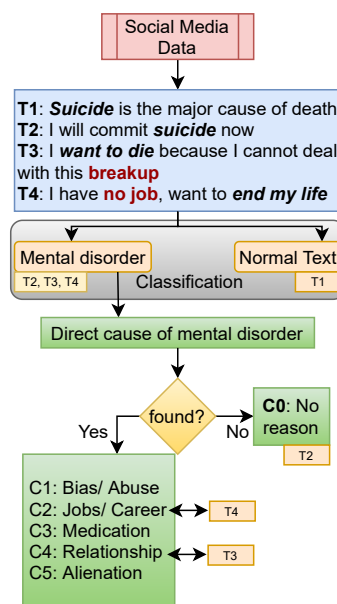 Social Media
Data
T1: Suicide is the major cause of death
T2: I will commit suicide now
T3: I want to die because I cannot deal
with this breakup
T4: I have no job, want to end my life
Mental disorder
Normal Text
T2, T3, T4
Classification
T1
Direct cause of mental disorder
found?
C0: No
reason
Yes
No
T2
C1: Bias/ Abuse
C2: Jobs/ Career
T4
C3: Medication
C4: Relationship
T3
C5: Alienation